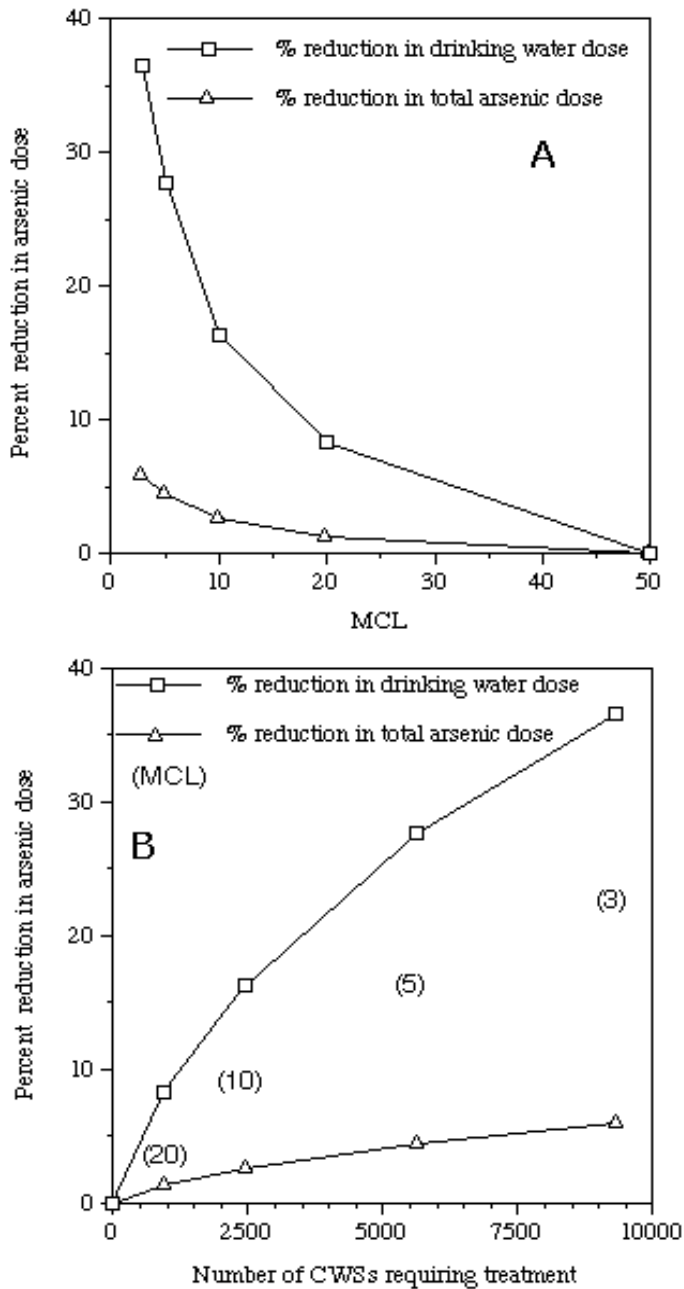 40
% reduction in drinking water dose
% reduction in total arsenic dose
A
30
20
10
0
Percent reduction in arsenic dose
0 10 20 30 40 50
MCL
40
% reduction in drinking water dose
% reduction in total arsenic dose
(MCL)
30
B
(3)
20
(5)
10
(10)
(20)
0
Percent reduction in arsenic dose
0 2500 5000 7500 10000
Number of CWSs requiring treatment